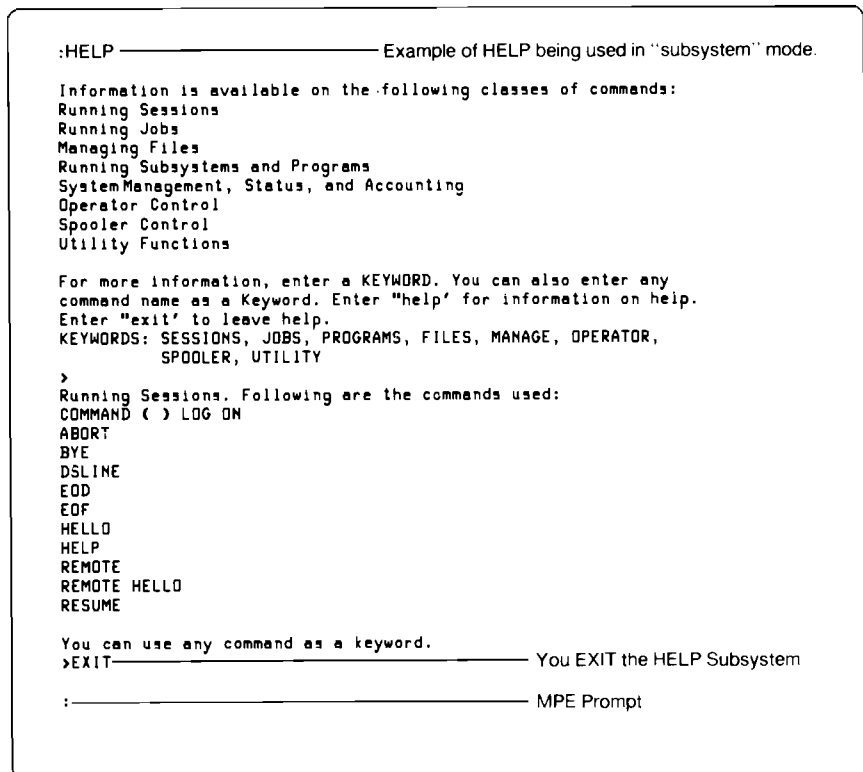 :HELP Example of HELP being used in "subsystem" mode.
Information is available on the following classes of commands:
Running Sessions
Running Jobs
Managing Files
Running Subsystems and Programs
System Management, Status, and Accounting
Operator Control
Spooler Control
Utility Functions
For more information, enter a KEYWORD. You can also enter any
command name as a Keyword. Enter "help' for information on help.
Enter "exit' to leave help.
KEYWORDS: SESSIONS, JOBS, PROGRAMS, FILES, MANAGE, OPERATOR,
SPOOLER, UTILITY
>
Running Sessions. Following are the commands used:
COMMAND ( ) LOG ON
ABORT
BYE
DSLINE
EOD
EOF
HELLO
HELP
REMOTE
REMOTE HELLO
RESUME
You can use any command as a keyword.
>EXIT You EXIT the HELP Subsystem
: MPE Prompt